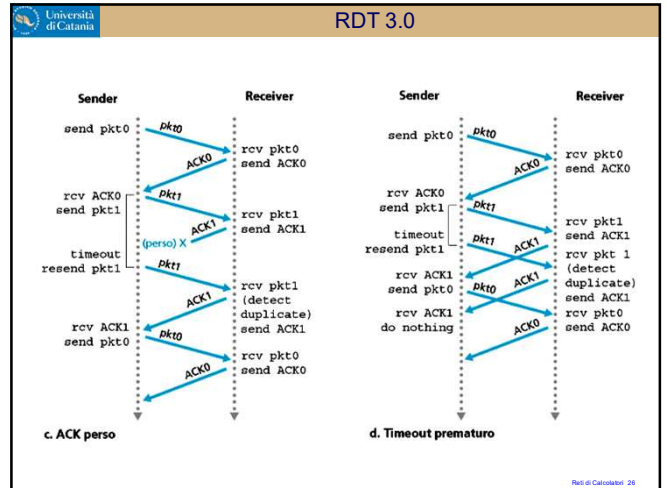 Università
di Catania
RDT 3.0
Sender
Receiver
send pkt0
pkt0
rcv pkt0
send ACK0
ACK0
rcv ACK0
send pkt1
pkt1
rcv pkt1
send ACK1
ACK1
(perso) X
timeout
resend pkt1
pkt1
rcv pkt1
(detect
duplicate)
send ACK1
ACK1
rcv ACK1
send pkt0
pkt0
rcv pkt0
send ACK0
ACK0
c. ACK perso
Sender
Receiver
send pkt0
pkt0
rcv pkt0
send ACK0
ACK0
rcv ACK0
send pkt1
pkt1
timeout
resend pkt1
pkt1
rcv pkt1
send ACK1
ACK1
rcv pkt 1
(detect
duplicate)
send ACK1
ACK1
rcv ACK1
send pkt0
pkt0
rcv pkt0
send ACK0
rcv ACK1
do nothing
ACK0
d. Timeout prematuro
Reti di Calcolatori 26